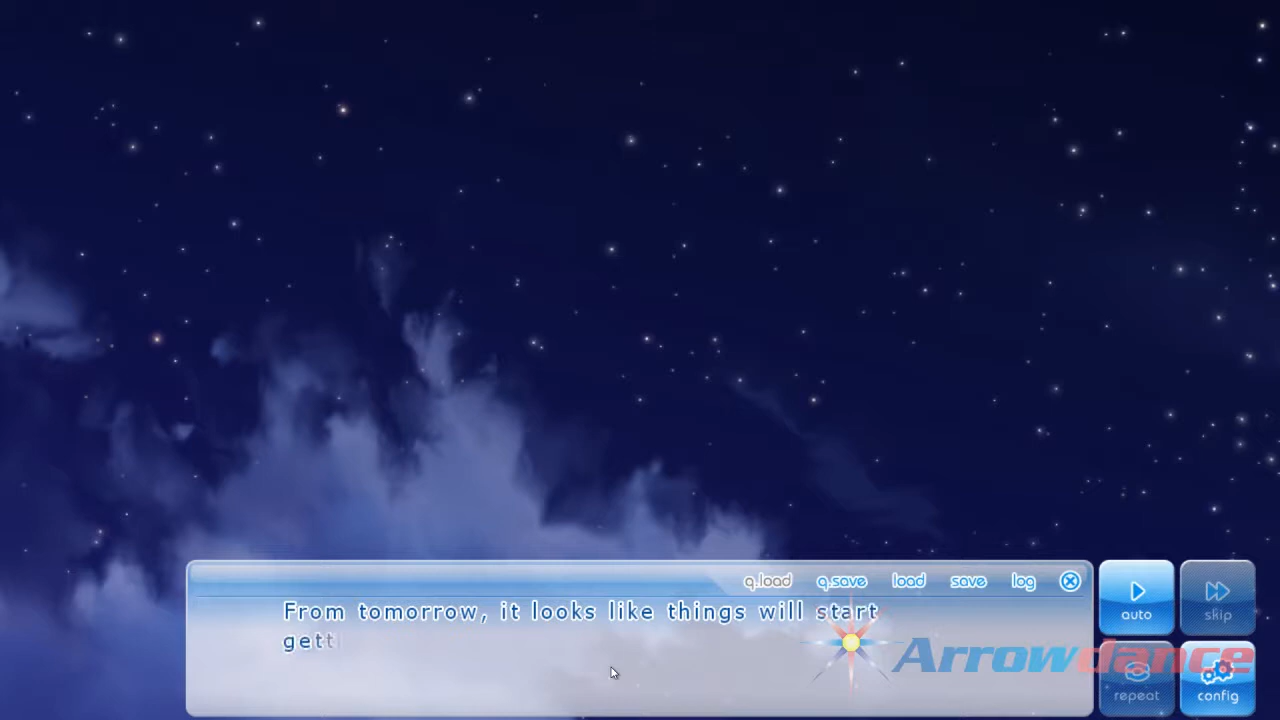 q.load q.save load save log
From tomorrow, it looks like things will start
gett
auto skip
Arrowdance
repeat config